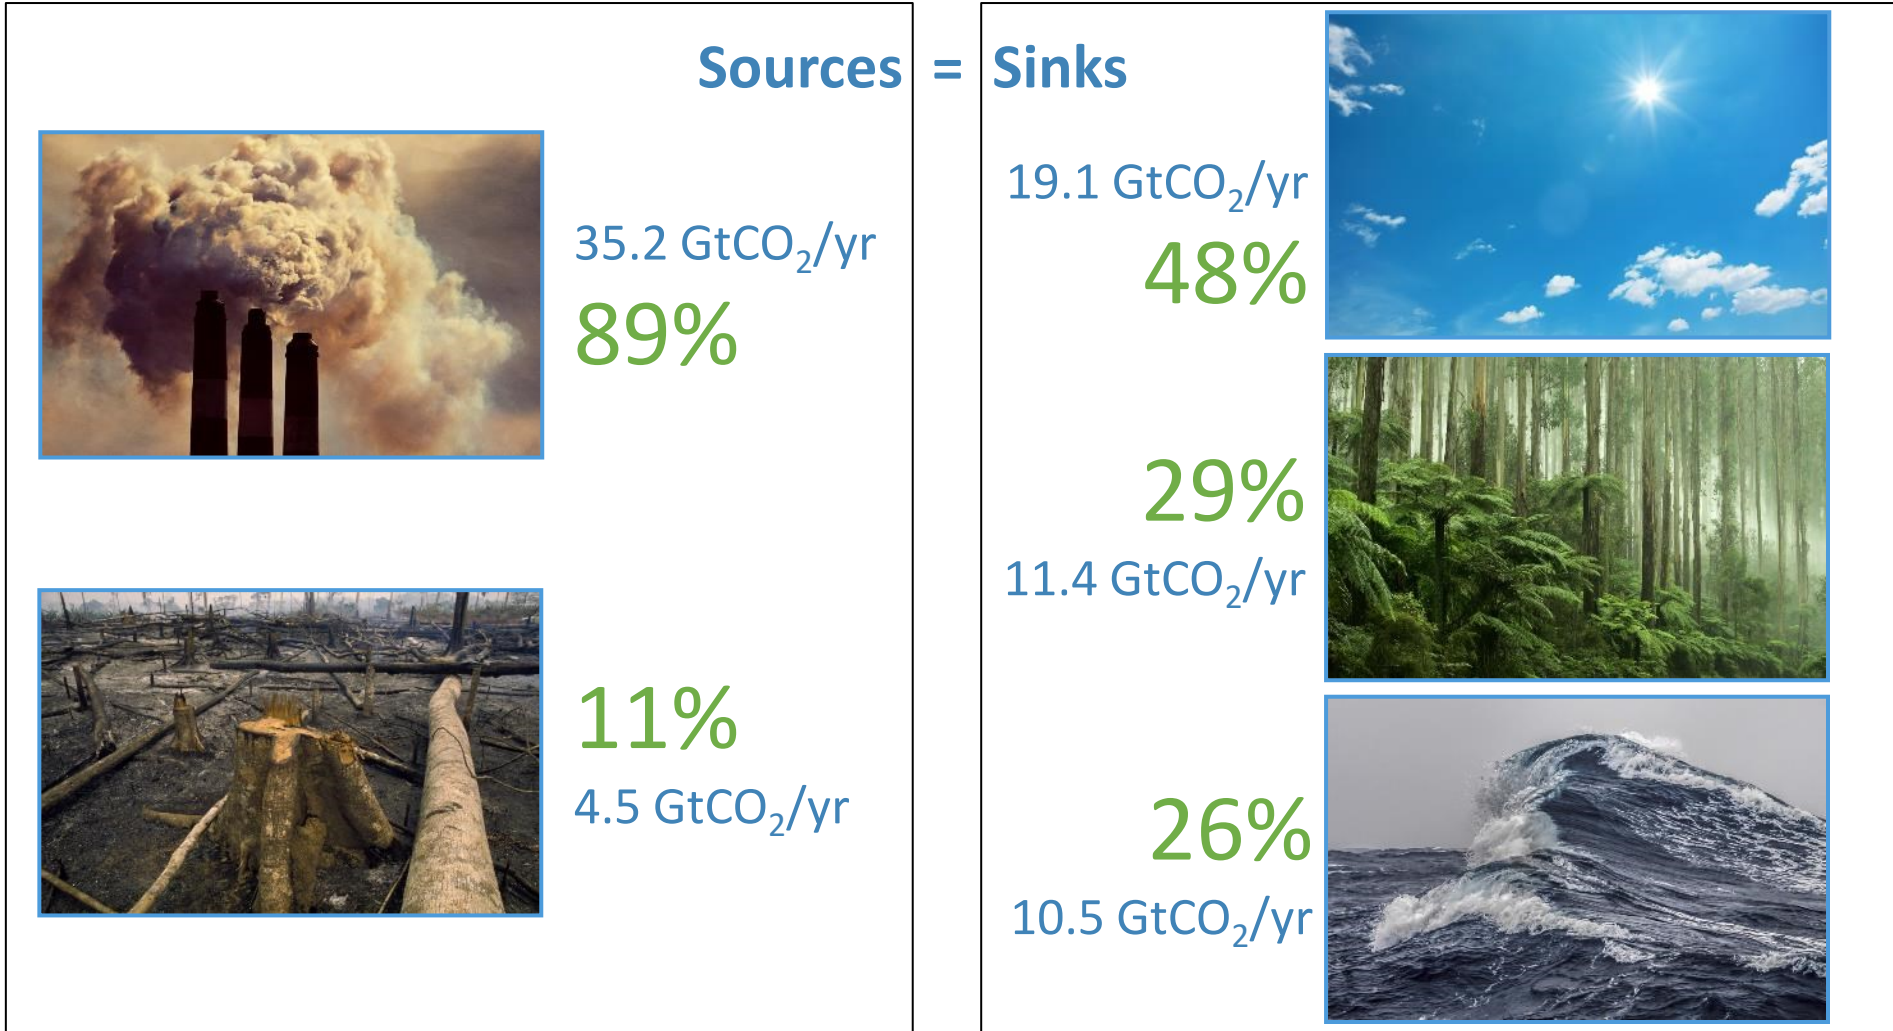 Sources = Sinks
35.2 GtCO₂/yr
89%
11%
4.5 GtCO₂/yr
19.1 GtCO₂/yr
48%
29%
11.4 GtCO₂/yr
26%
10.5 GtCO₂/yr